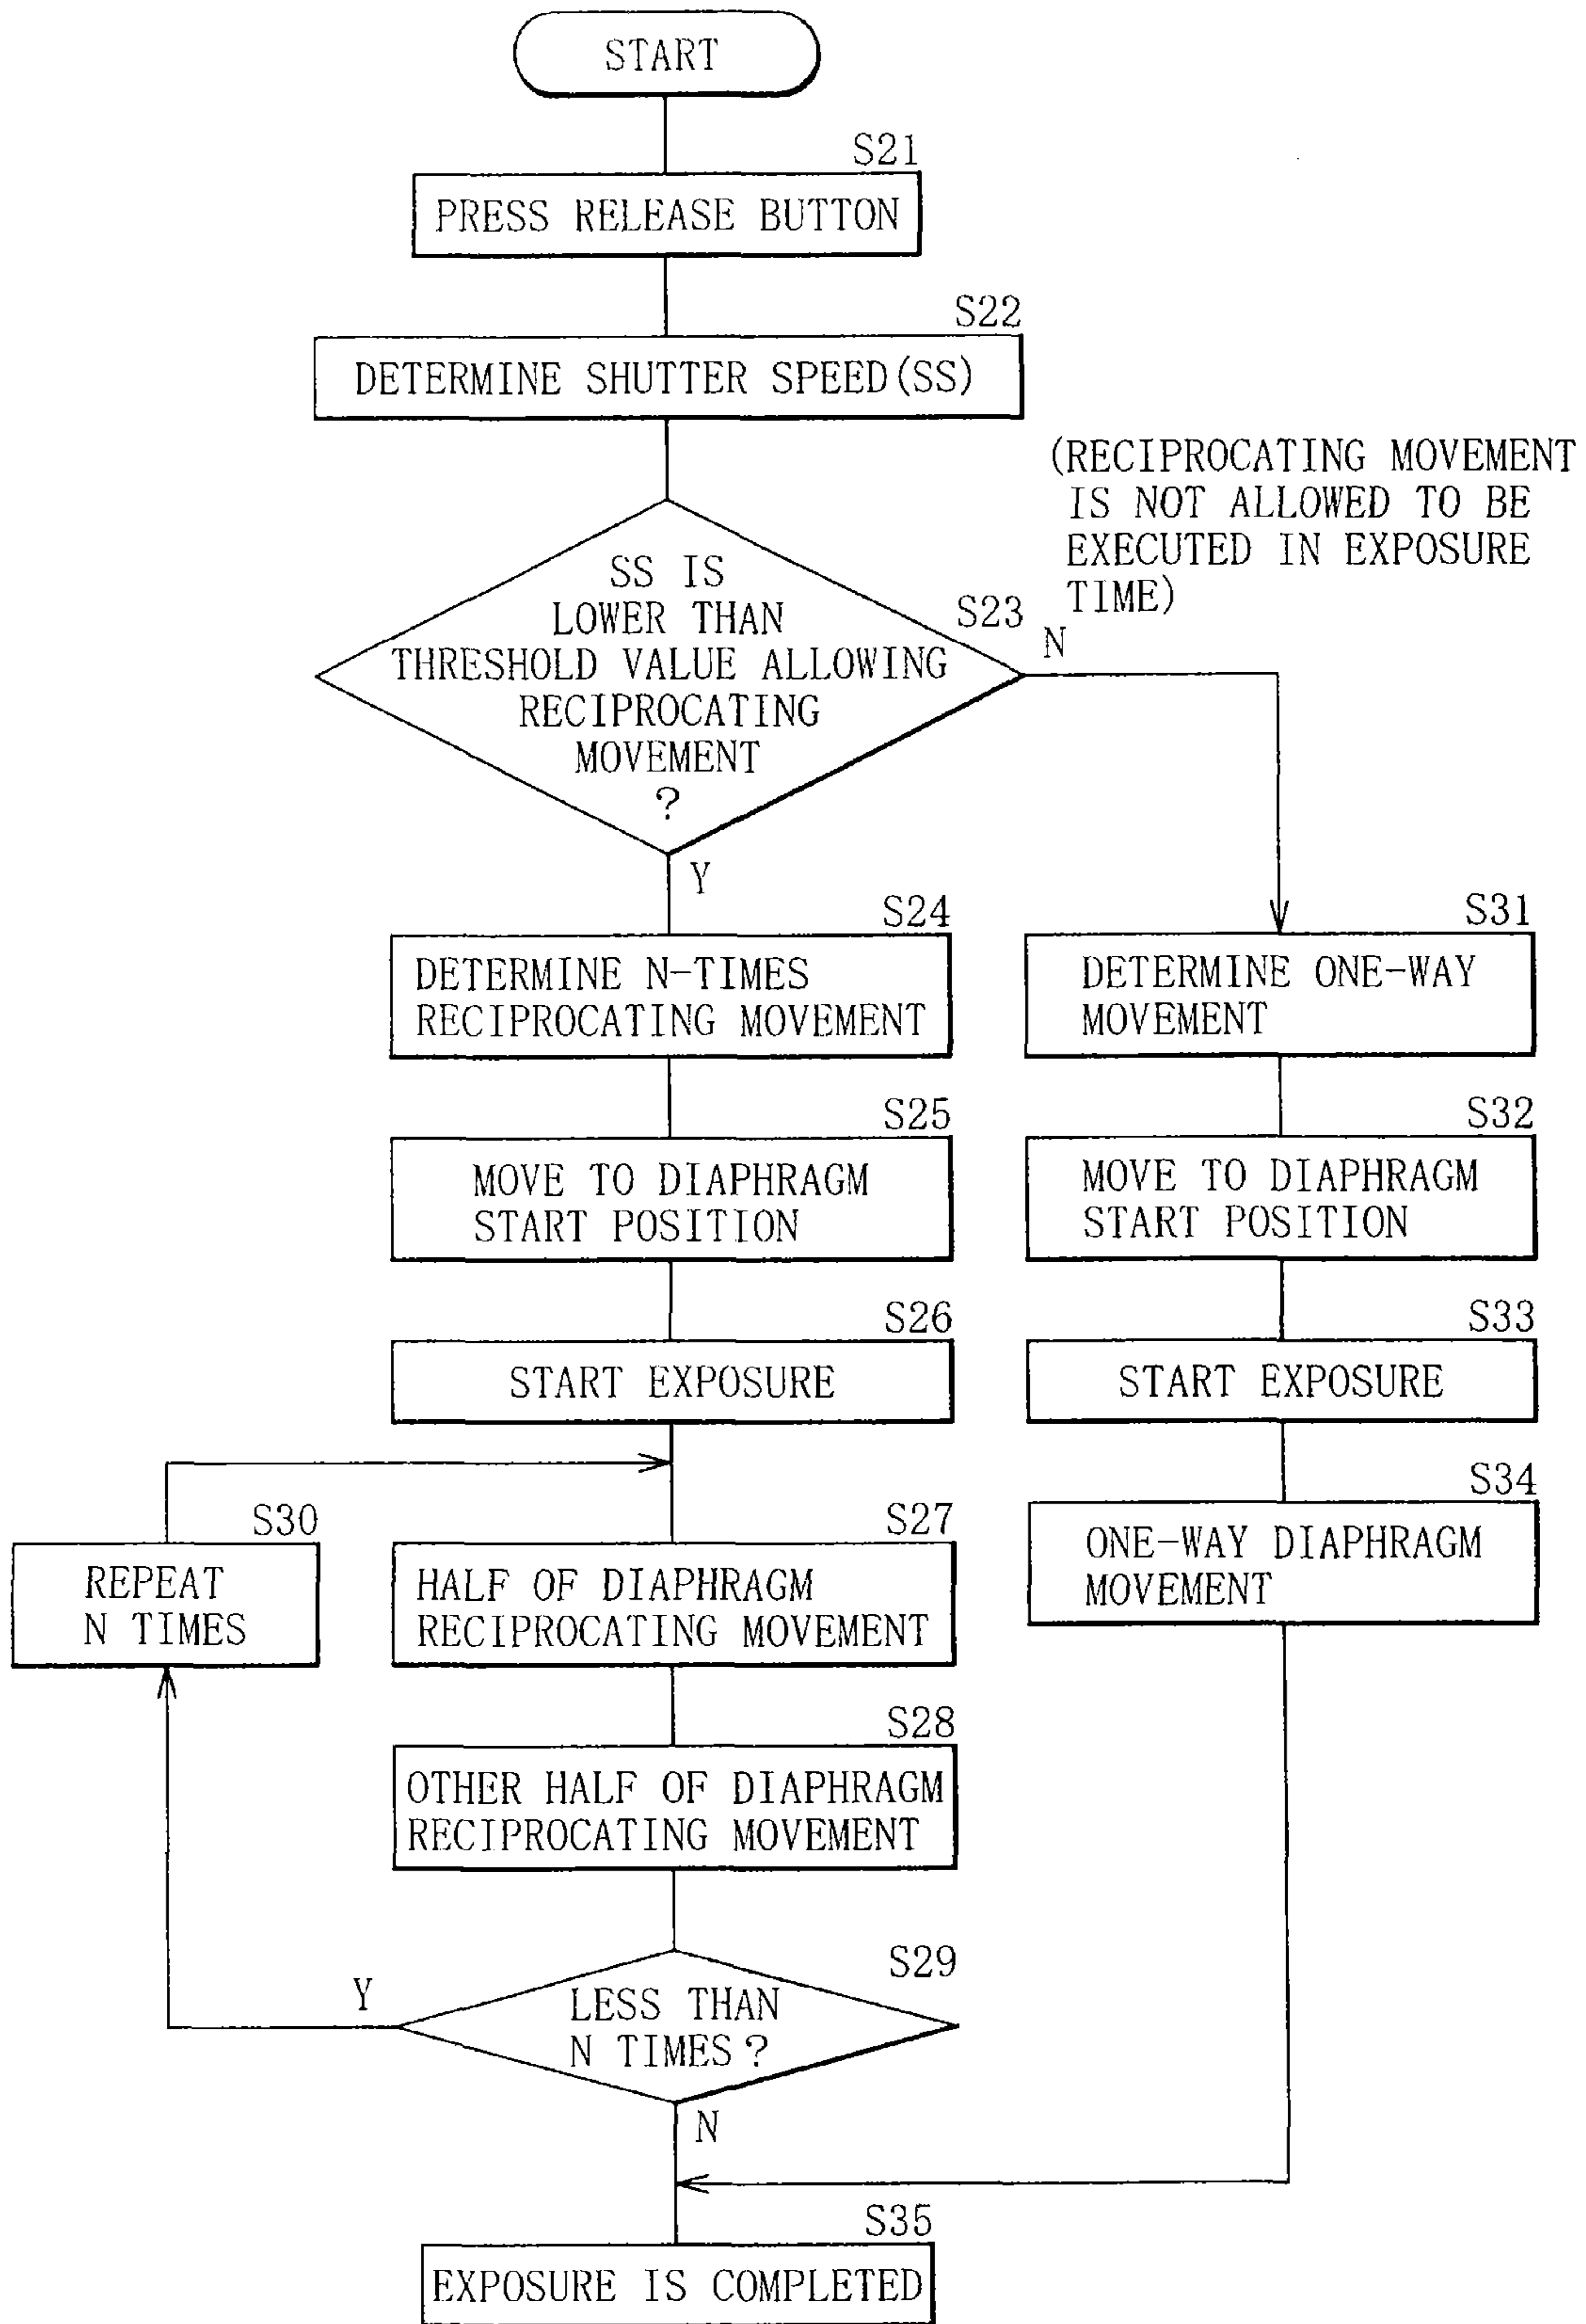 START
S21
PRESS RELEASE BUTTON
S22
DETERMINE SHUTTER SPEED(SS)
(RECIPROCATING MOVEMENT
IS NOT ALLOWED TO BE
EXECUTED IN EXPOSURE
TIME)
SS IS
LOWER THAN
THRESHOLD VALUE ALLOWING
RECIPROCATING
MOVEMENT
?
S23
N
Y
S24
DETERMINE N-TIMES
RECIPROCATING MOVEMENT
S31
DETERMINE ONE-WAY
MOVEMENT
S25
MOVE TO DIAPHRAGM
START POSITION
S32
MOVE TO DIAPHRAGM
START POSITION
S26
START EXPOSURE
S33
START EXPOSURE
S30
REPEAT
N TIMES
S27
HALF OF DIAPHRAGM
RECIPROCATING MOVEMENT
S34
ONE-WAY DIAPHRAGM
MOVEMENT
S28
OTHER HALF OF DIAPHRAGM
RECIPROCATING MOVEMENT
S29
Y
LESS THAN
N TIMES?
N
S35
EXPOSURE IS COMPLETED